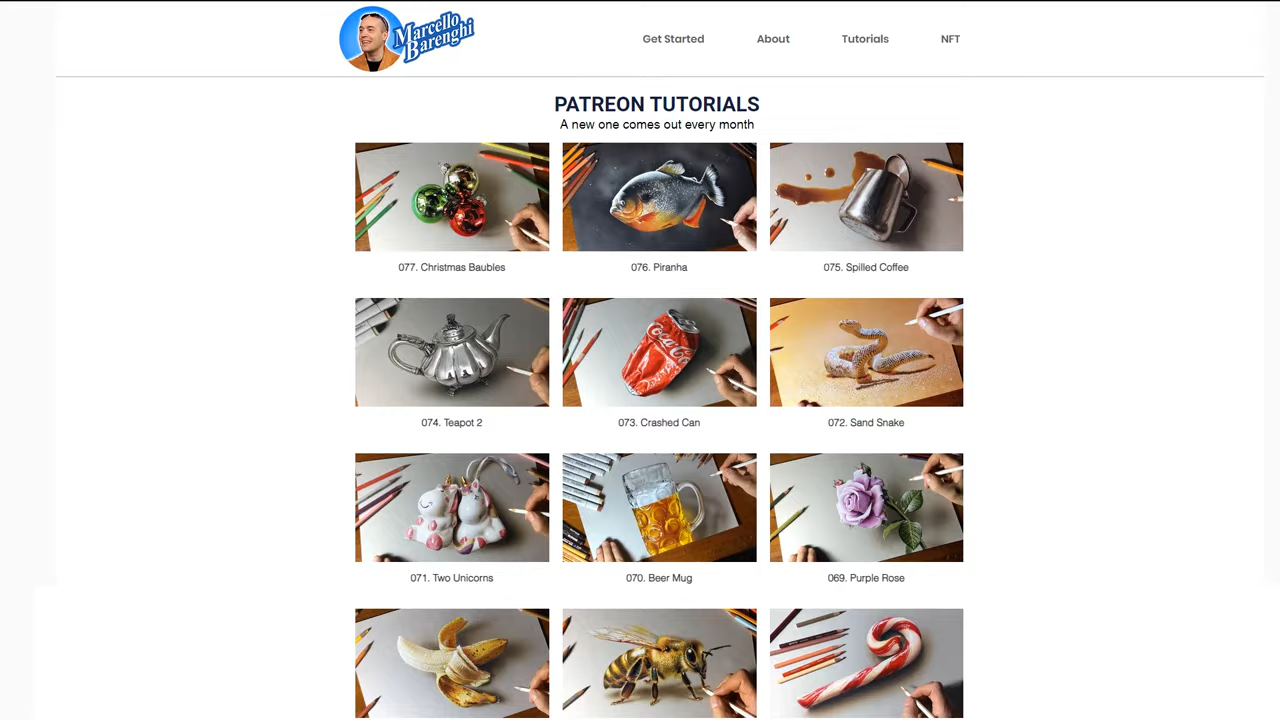 Marcello
Barenghi
Get Started
About
Tutorials
NFT
PATREON TUTORIALS
A new one comes out every month
077. Christmas Baubles
076. Piranha
075. Spilled Coffee
Coca-Co
074. Teapot 2
073. Crashed Can
072. Sand Snake
071. Two Unicorns
070. Beer Mug
069. Purple Rose